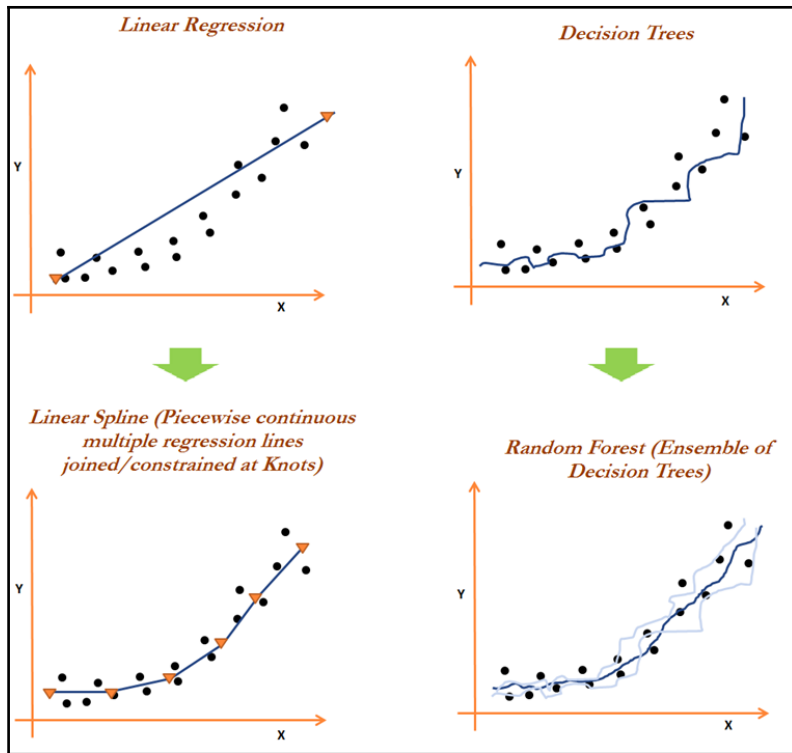 Linear Regression
Y
X
Decision Trees
Y
X
Linear Spline (Piecewise continuous
multiple regression lines
joined/constrained at Knots)
Y
X
Random Forest (Ensemble of
Decision Trees)
Y
X